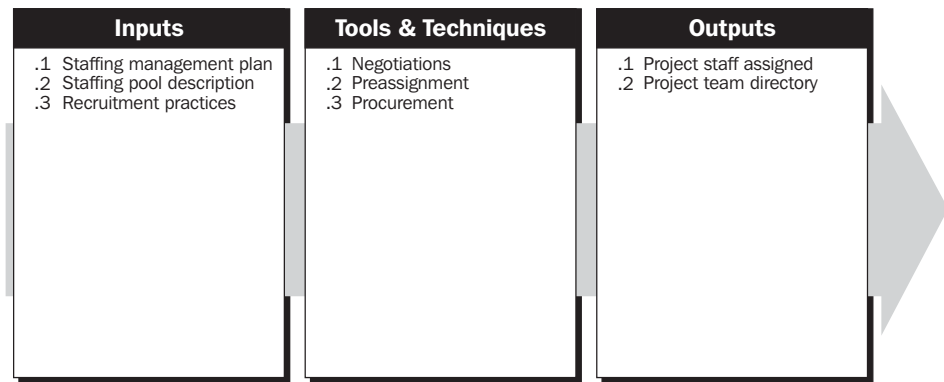 Inputs
.1 Staffing management plan
.2 Staffing pool description
.3 Recruitment practices
Tools & Techniques
.1 Negotiations
.2 Preassignment
.3 Procurement
Outputs
.1 Project staff assigned
.2 Project team directory